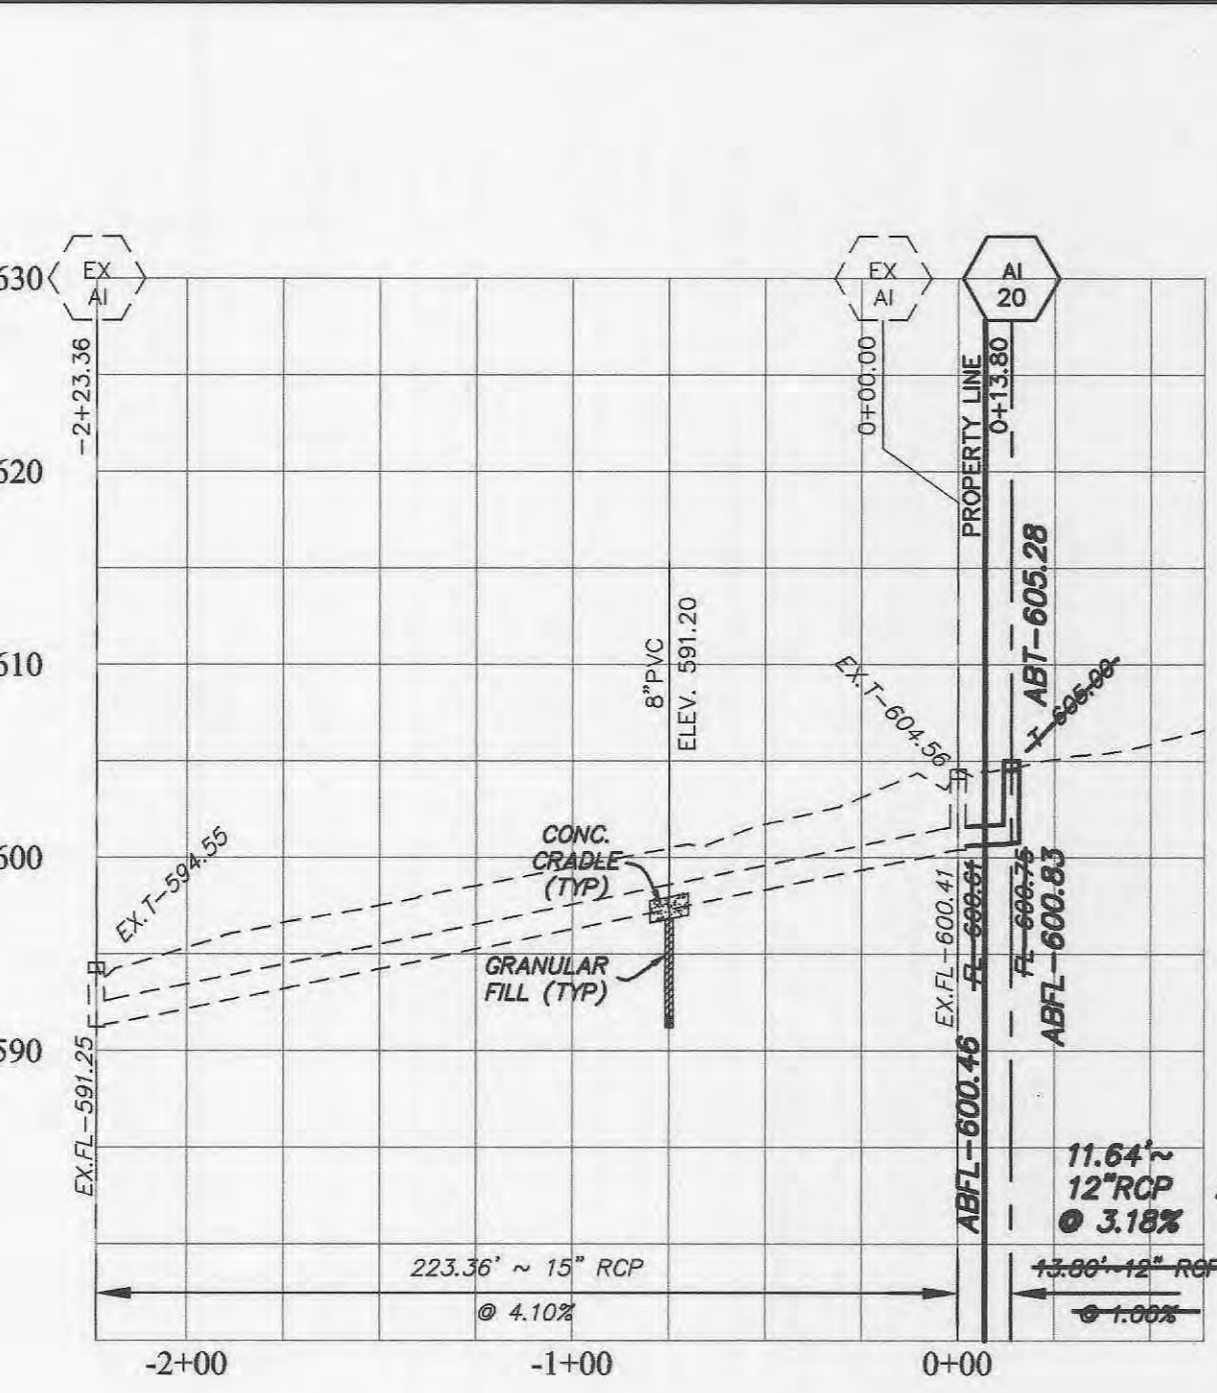 EX
AI
EX
AI
AI
20
630
-2+23.36
0+00.00
PROPERTY LINE
0+13.80
620
ABT-605.28
610
8"PVC
ELEV. 591.20
EX.T-604.56
T-605.00
600
EX.T-594.55
CONC.
CRADLE
(TYP)
GRANULAR
FILL (TYP)
EX.FL-600.41
FL-600.61
FL-600.75
ABFL-600.83
590
EX.FL-591.25
ABFL-600.46
11.64'~
12"RCP
@ 3.18%
223.36' ~ 15" RCP
@ 4.10%
13.80'~12" RCP
@ 1.00%
-2+00
-1+00
0+00